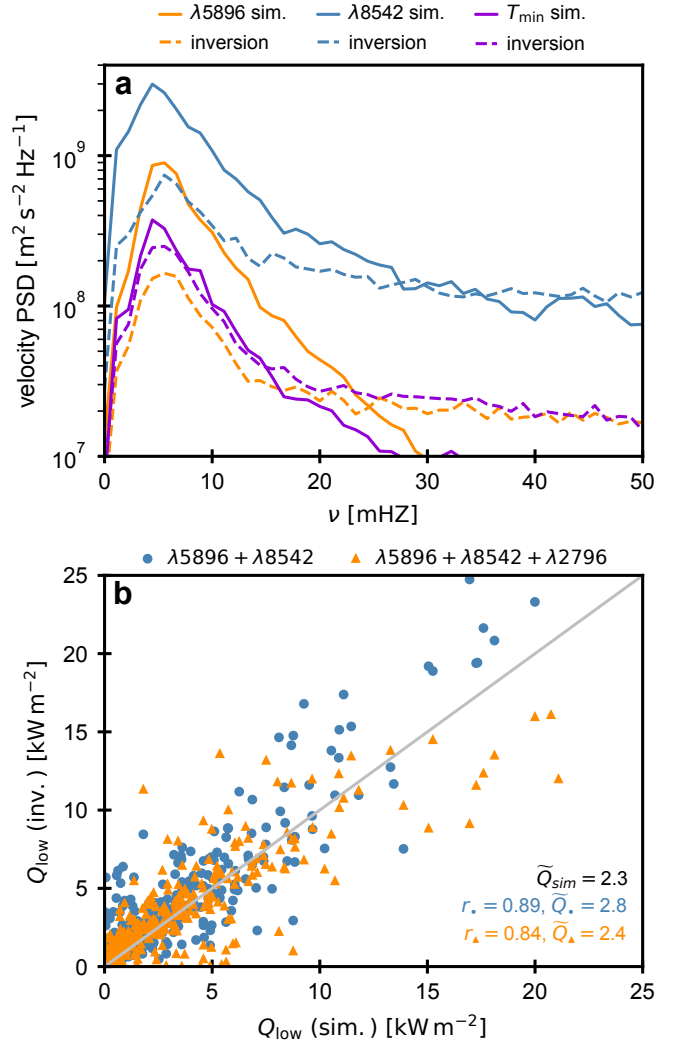 λ5896 sim. λ8542 sim. T_min sim.
inversion inversion inversion
a
10⁹
10⁸
10⁷
velocity PSD [m² s⁻² Hz⁻¹]
0 10 20 30 40 50
ν [mHZ]
λ5896 + λ8542 λ5896 + λ8542 + λ2796
b
25
20
15
10
5
0
Q_low (inv.) [kW m⁻²]
Q̃_sim = 2.3
r_• = 0.89, Q̃_• = 2.8
r_▲ = 0.84, Q̃_▲ = 2.4
0 5 10 15 20 25
Q_low (sim.) [kW m⁻²]